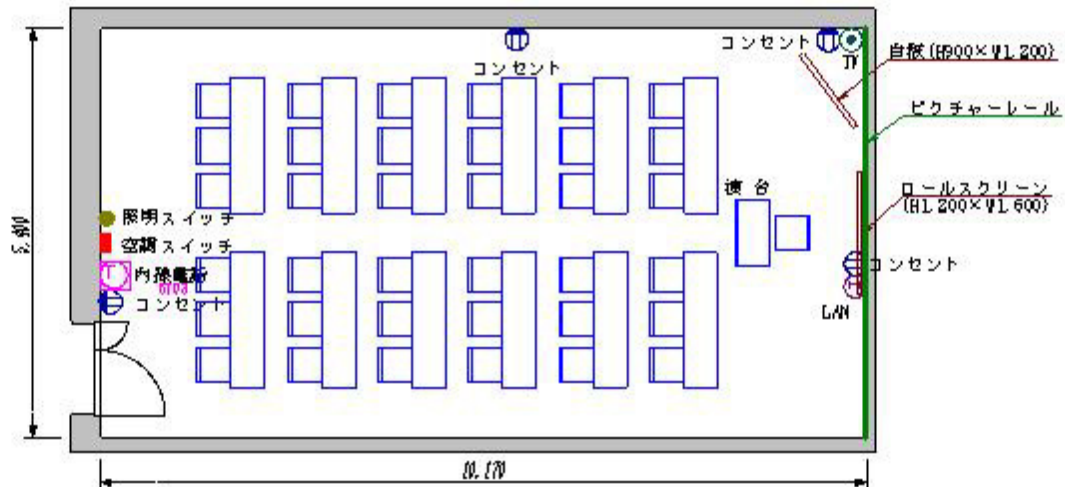 コンセント
TV
白板(H900×W1,200)
コンセント
ピクチャーレール
演台
ロールスクリーン
(H1,200×W1,600)
照明スイッチ
空調スイッチ
内線電話
コンセント
コンセント
LAN
10,170